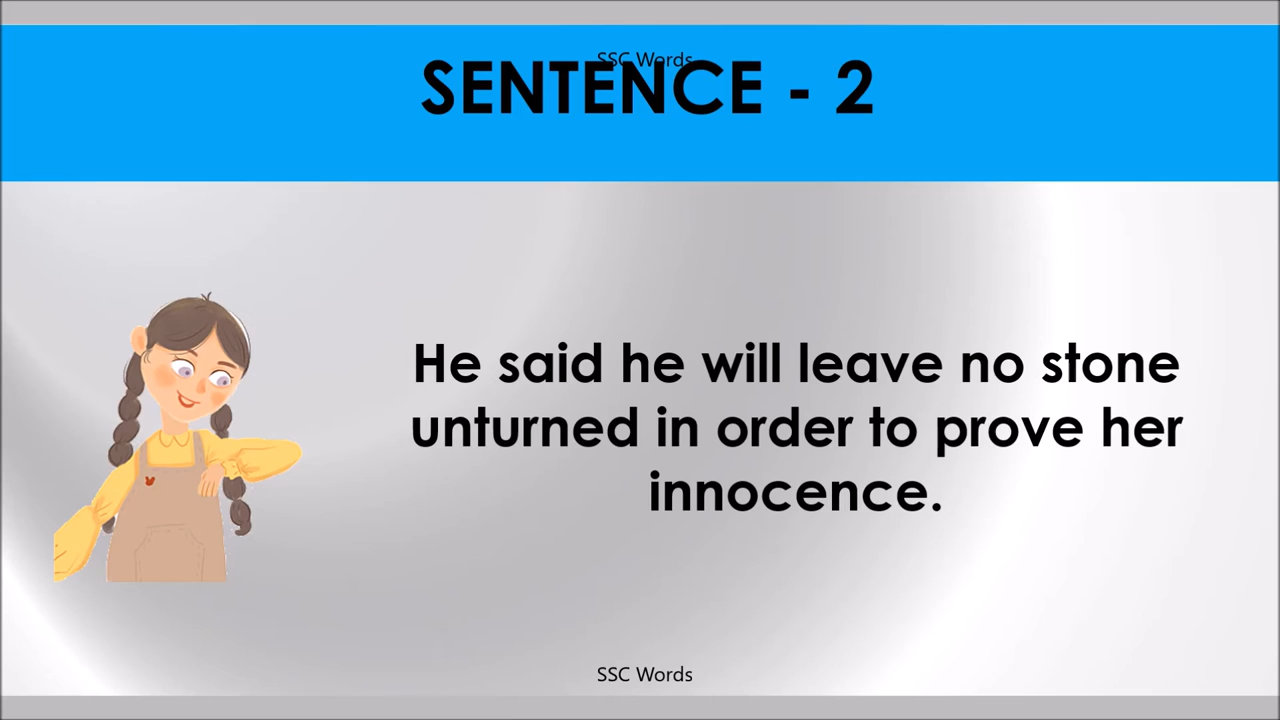 SSC Words
SENTENCE - 2
He said he will leave no stone
unturned in order to prove her
innocence.
SSC Words